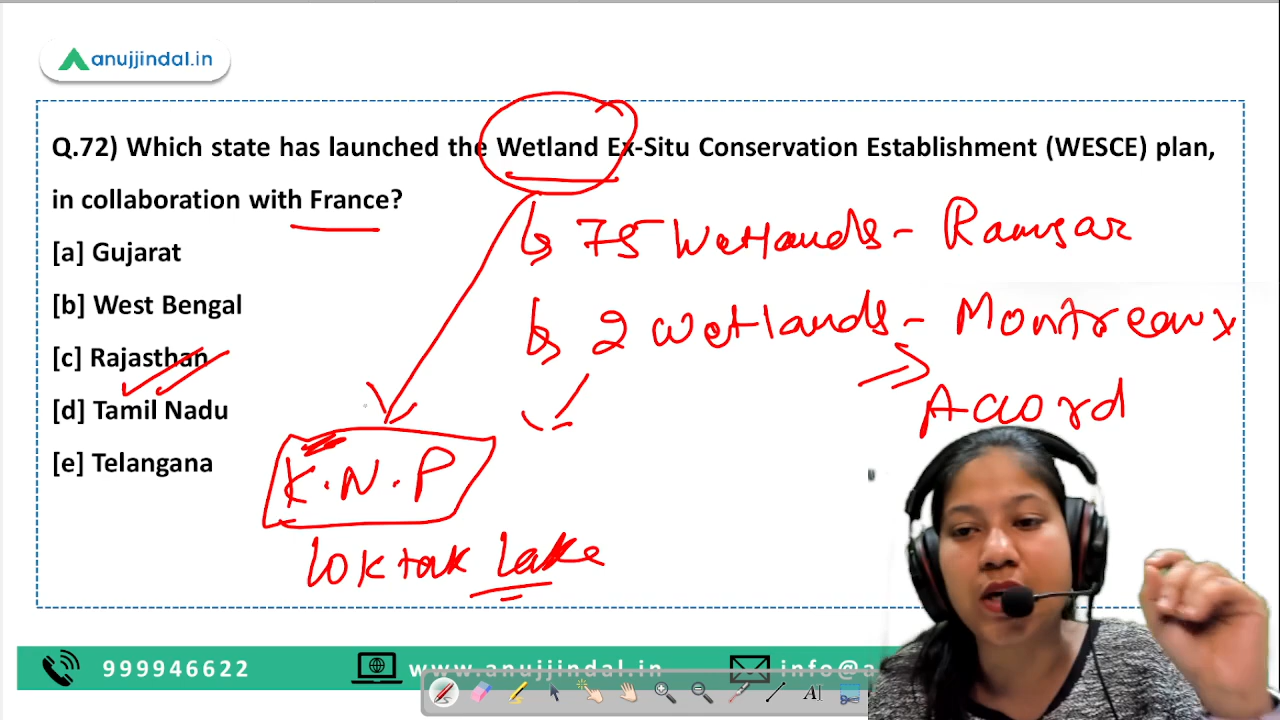 anujjindal.in
Q.72) Which state has launched the Wetland Ex-Situ Conservation Establishment (WESCE) plan,
in collaboration with France?
[a] Gujarat
[b] West Bengal
[c] Rajasthan
[d] Tamil Nadu
[e] Telangana
75 Wetlands - Ramsar
2 Wetlands - Montreaux
Accord
K.N.P
loktak lake
999946622
www.anujjindal.in
info@a